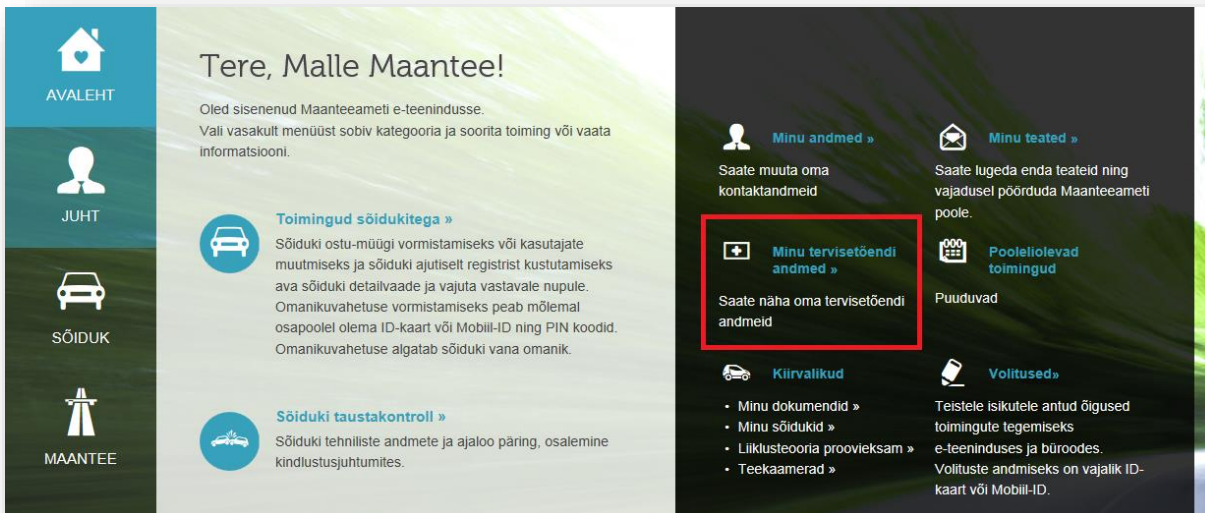 AVALEHT
JUHT
SÕIDUK
MAANTEE
Tere, Malle Maantee!
Oled sisenenud Maanteeameti e-teenindusse.
Vali vasakult menüüst sobiv kategooria ja soorita toiming või vaata
informatsiooni.
Toimingud sõidukitega »
Sõiduki ostu-müügi vormistamiseks või kasutajate
muutmiseks ja sõiduki ajutiselt registrist kustutamiseks
ava sõiduki detailvaade ja vajuta vastavale nupule.
Omanikuvahetuse vormistamiseks peab mõlemal
osapoolel olema ID-kaart või Mobiil-ID ning PIN koodid.
Omanikuvahetuse algatab sõiduki vana omanik.
Sõiduki taustakontroll »
Sõiduki tehniliste andmete ja ajaloo päring, osalemine
kindlustusjuhtumites.
Minu andmed »
Saate muuta oma
kontaktandmeid
Minu teated »
Saate lugeda enda teateid ning
vajadusel pöörduda Maanteeameti
poole.
Minu tervisetõendi
andmed »
Saate näha oma tervisetõendi
andmeid
Pooleliolevad
toimingud
Puuduvad
Kiirvalikud
• Minu dokumendid »
• Minu sõidukid »
• Liiklusteooria proovieksam »
• Teekaamerad »
Volitused»
Teistele isikutele antud õigused
toimingute tegemiseks
e-teeninduses ja büroodes.
Volituste andmiseks on vajalik ID-
kaart või Mobiil-ID.